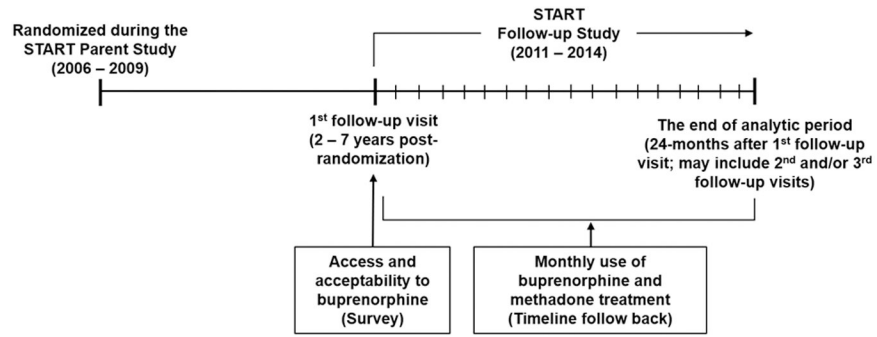 Randomized during the
START Parent Study
(2006 – 2009)
START
Follow-up Study
(2011 – 2014)
1st follow-up visit
(2 – 7 years post-
randomization)
The end of analytic period
(24-months after 1st follow-up
visit; may include 2nd and/or 3rd
follow-up visits)
Access and
acceptability to
buprenorphine
(Survey)
Monthly use of
buprenorphine and
methadone treatment
(Timeline follow back)